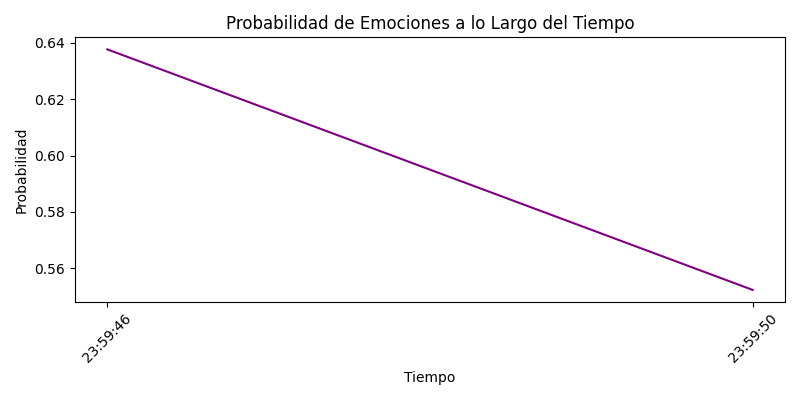 Probabilidad de Emociones a lo Largo del Tiempo
Probabilidad
0.64
0.62
0.60
0.58
0.56
23:59:46
23:59:50
Tiempo